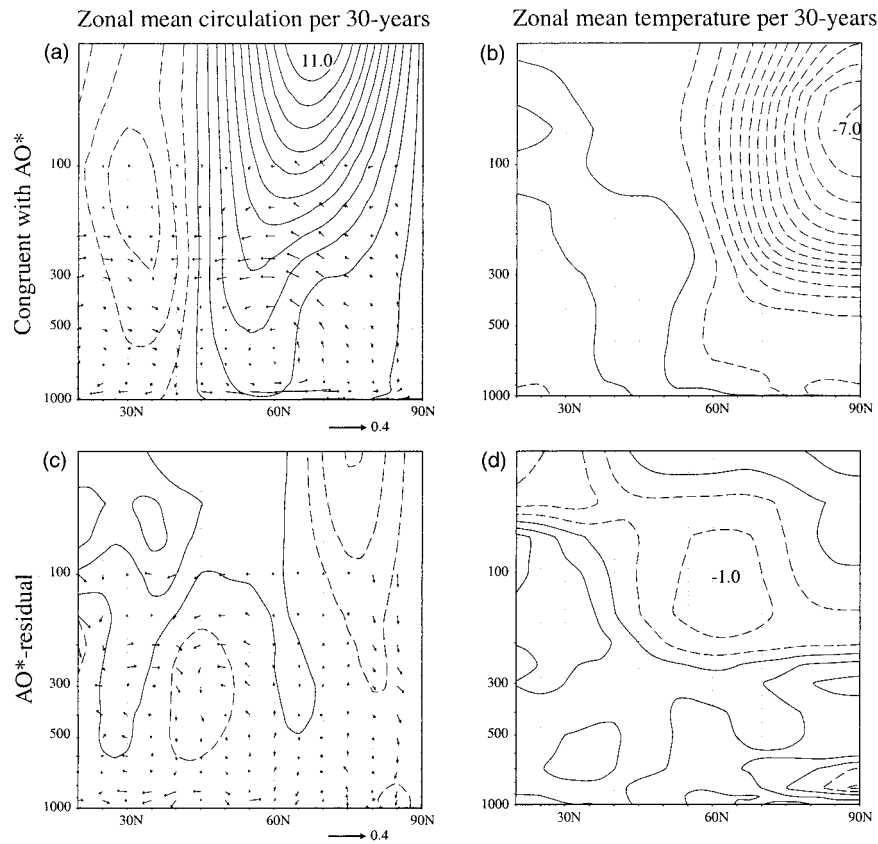 Zonal mean circulation per 30-years
Zonal mean temperature per 30-years
(a)
11.0
100
300
500
1000
30N
60N
90N
0.4
Congruent with AO*
(b)
-7.0
100
300
500
1000
30N
60N
90N
(c)
100
300
500
1000
30N
60N
90N
0.4
AO*-residual
(d)
-1.0
100
300
500
1000
30N
60N
90N